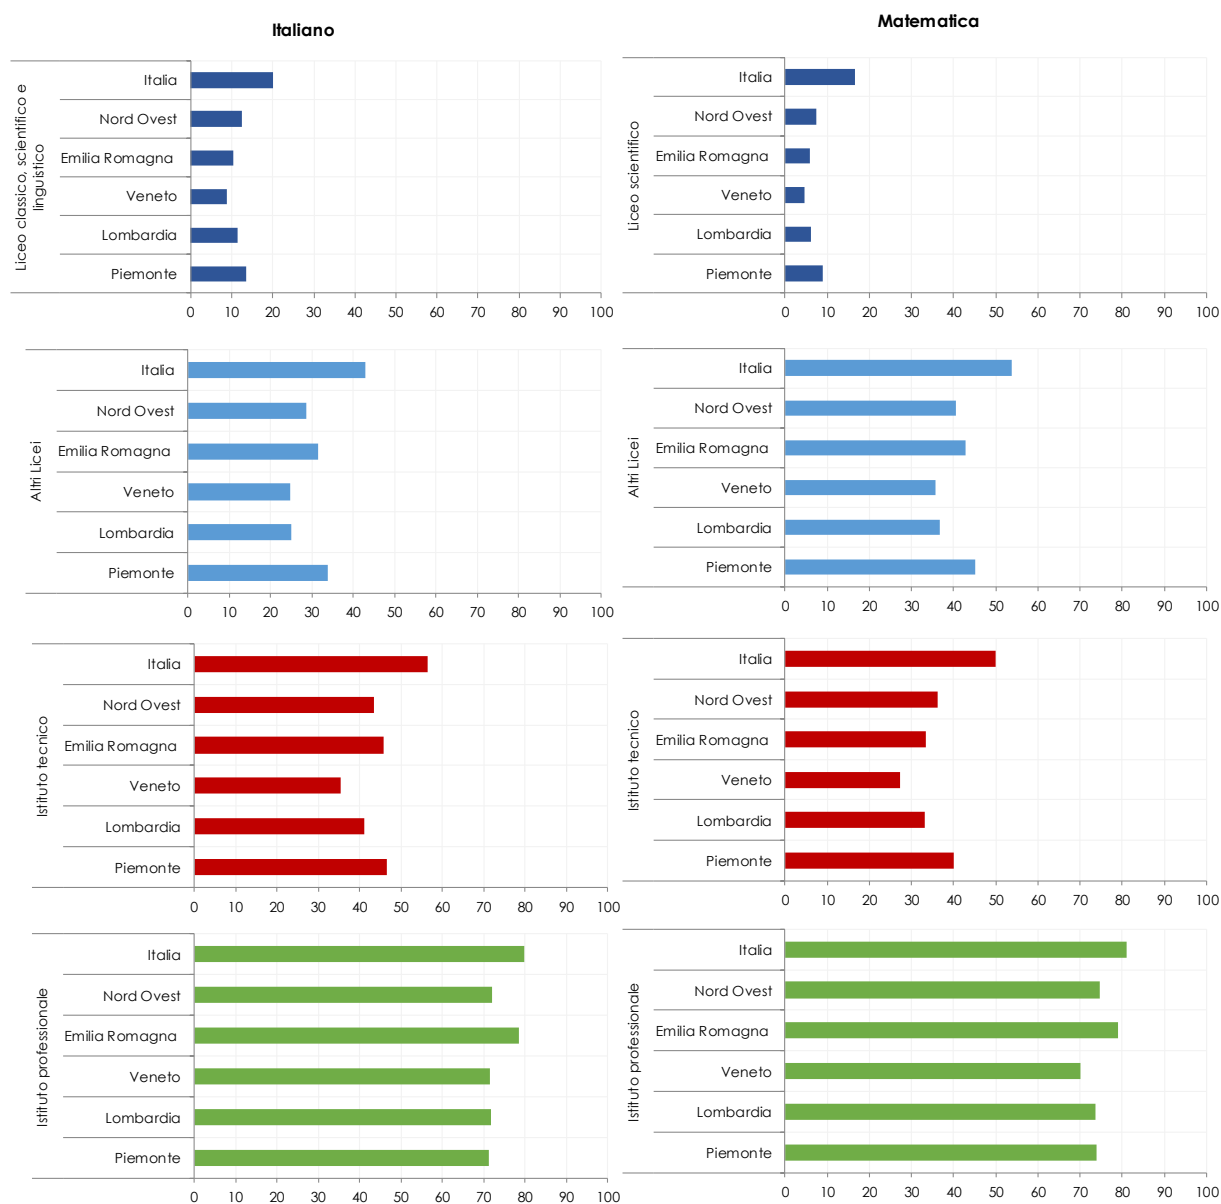 Italiano
Liceo classico, scientifico e
linguistico
Italia
Nord Ovest
Emilia Romagna
Veneto
Lombardia
Piemonte
0 10 20 30 40 50 60 70 80 90 100
Matematica
Liceo scientifico
Italia
Nord Ovest
Emilia Romagna
Veneto
Lombardia
Piemonte
0 10 20 30 40 50 60 70 80 90 100
Altri Licei
Italia
Nord Ovest
Emilia Romagna
Veneto
Lombardia
Piemonte
0 10 20 30 40 50 60 70 80 90 100
Altri Licei
Italia
Nord Ovest
Emilia Romagna
Veneto
Lombardia
Piemonte
0 10 20 30 40 50 60 70 80 90 100
Istituto tecnico
Italia
Nord Ovest
Emilia Romagna
Veneto
Lombardia
Piemonte
0 10 20 30 40 50 60 70 80 90 100
Istituto tecnico
Italia
Nord Ovest
Emilia Romagna
Veneto
Lombardia
Piemonte
0 10 20 30 40 50 60 70 80 90 100
Istituto professionale
Italia
Nord Ovest
Emilia Romagna
Veneto
Lombardia
Piemonte
0 10 20 30 40 50 60 70 80 90 100
Istituto professionale
Italia
Nord Ovest
Emilia Romagna
Veneto
Lombardia
Piemonte
0 10 20 30 40 50 60 70 80 90 100